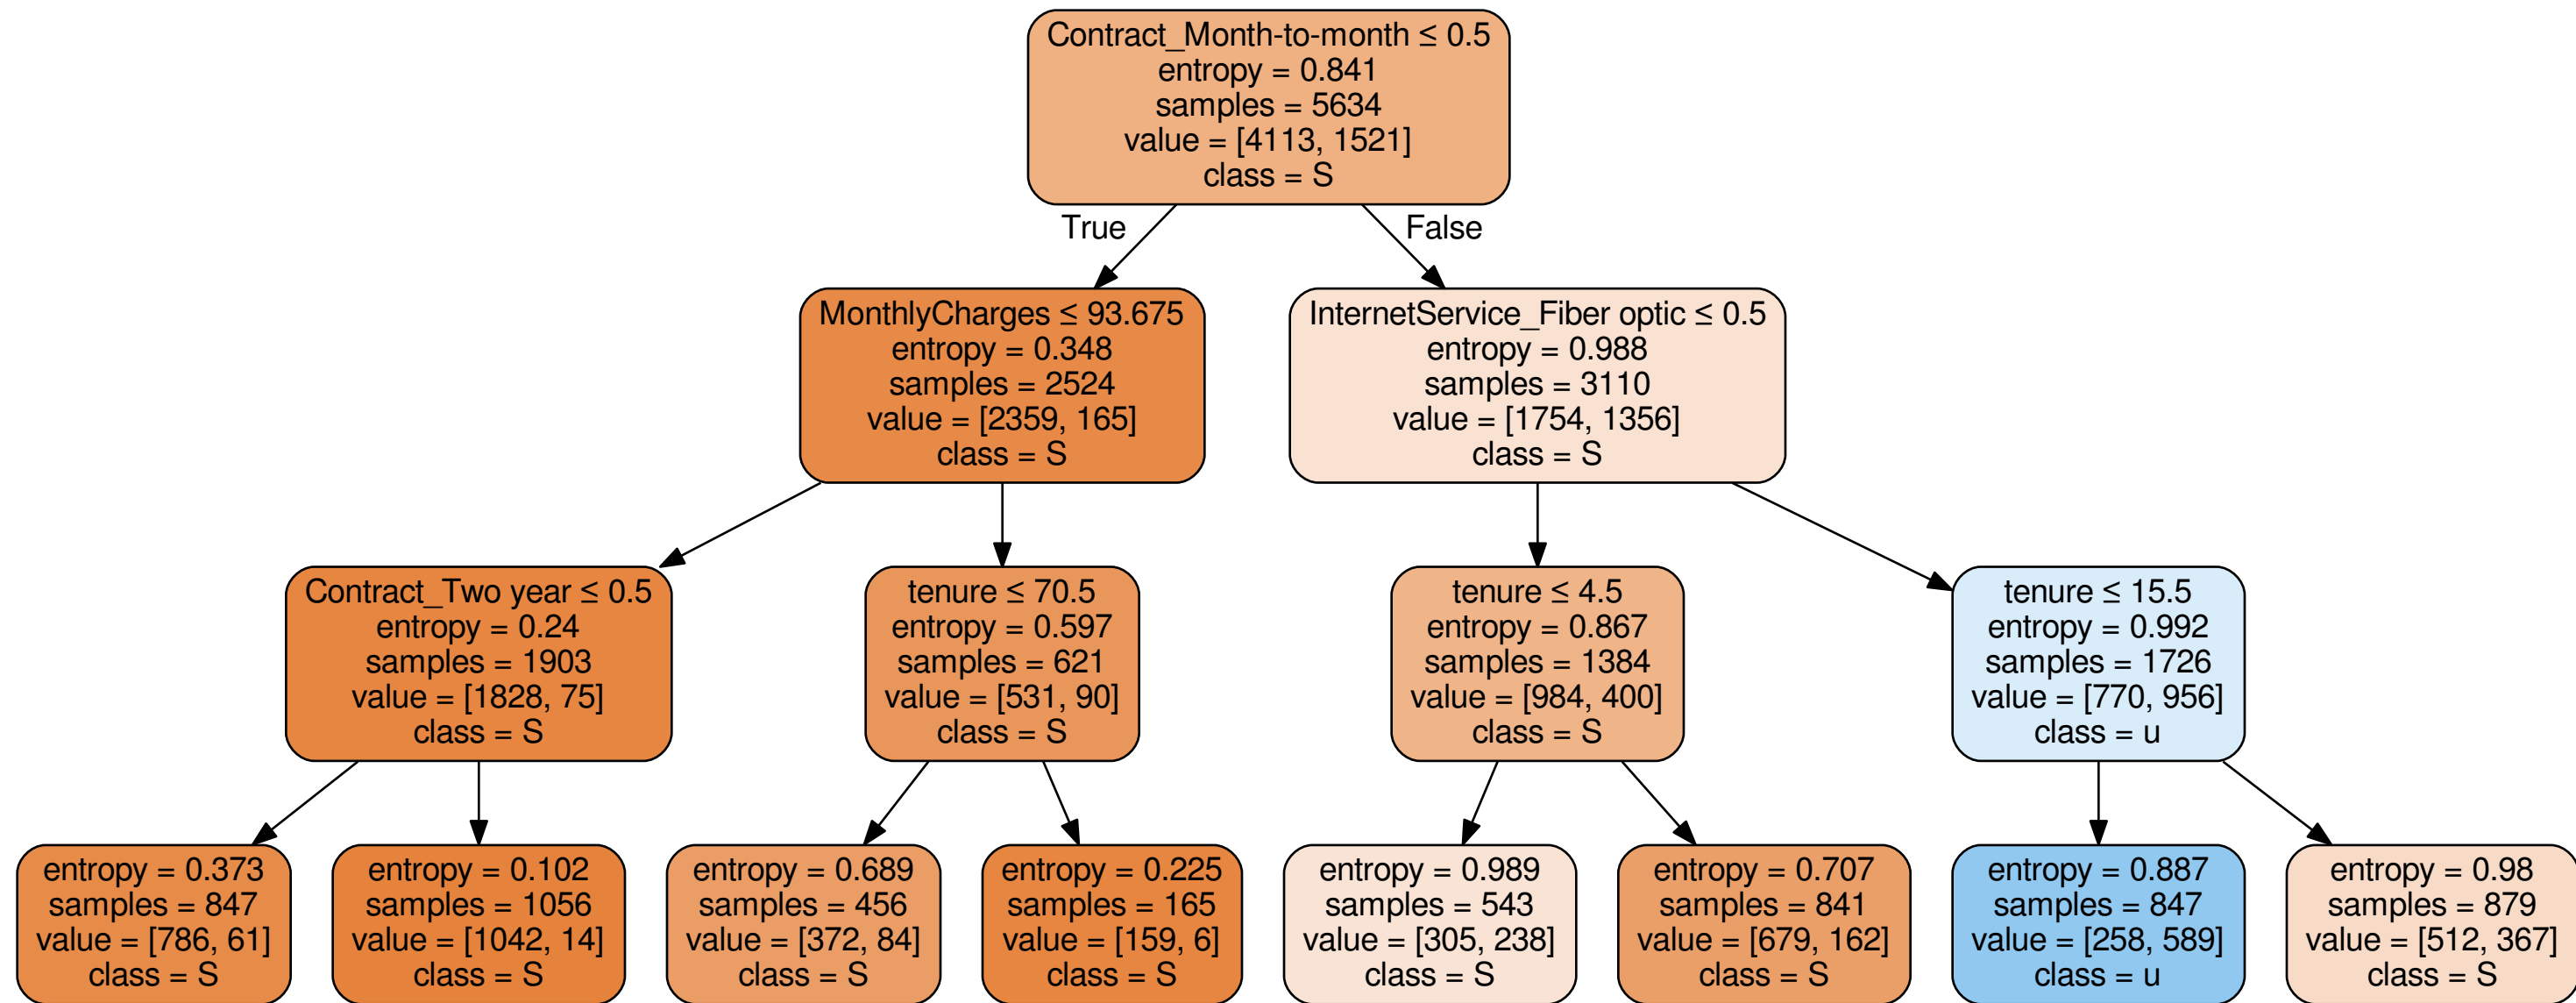 Contract_Month-to-month ≤ 0.5
entropy = 0.841
samples = 5634
value = [4113, 1521]
class = S
True
False
MonthlyCharges ≤ 93.675
entropy = 0.348
samples = 2524
value = [2359, 165]
class = S
InternetService_Fiber optic ≤ 0.5
entropy = 0.988
samples = 3110
value = [1754, 1356]
class = S
Contract_Two year ≤ 0.5
entropy = 0.24
samples = 1903
value = [1828, 75]
class = S
tenure ≤ 70.5
entropy = 0.597
samples = 621
value = [531, 90]
class = S
tenure ≤ 4.5
entropy = 0.867
samples = 1384
value = [984, 400]
class = S
tenure ≤ 15.5
entropy = 0.992
samples = 1726
value = [770, 956]
class = u
entropy = 0.373
samples = 847
value = [786, 61]
class = S
entropy = 0.102
samples = 1056
value = [1042, 14]
class = S
entropy = 0.689
samples = 456
value = [372, 84]
class = S
entropy = 0.225
samples = 165
value = [159, 6]
class = S
entropy = 0.989
samples = 543
value = [305, 238]
class = S
entropy = 0.707
samples = 841
value = [679, 162]
class = S
entropy = 0.887
samples = 847
value = [258, 589]
class = u
entropy = 0.98
samples = 879
value = [512, 367]
class = S